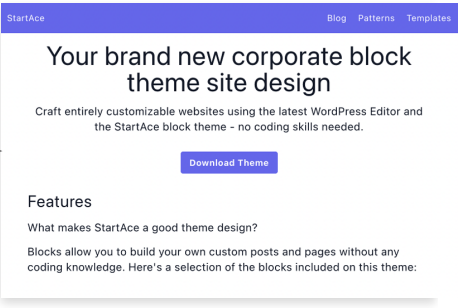 StartAce
Blog Patterns Templates
Your brand new corporate block
theme site design
Craft entirely customizable websites using the latest WordPress Editor and
the StartAce block theme - no coding skills needed.
Download Theme
Features
What makes StartAce a good theme design?
Blocks allow you to build your own custom posts and pages without any
coding knowledge. Here's a selection of the blocks included on this theme: